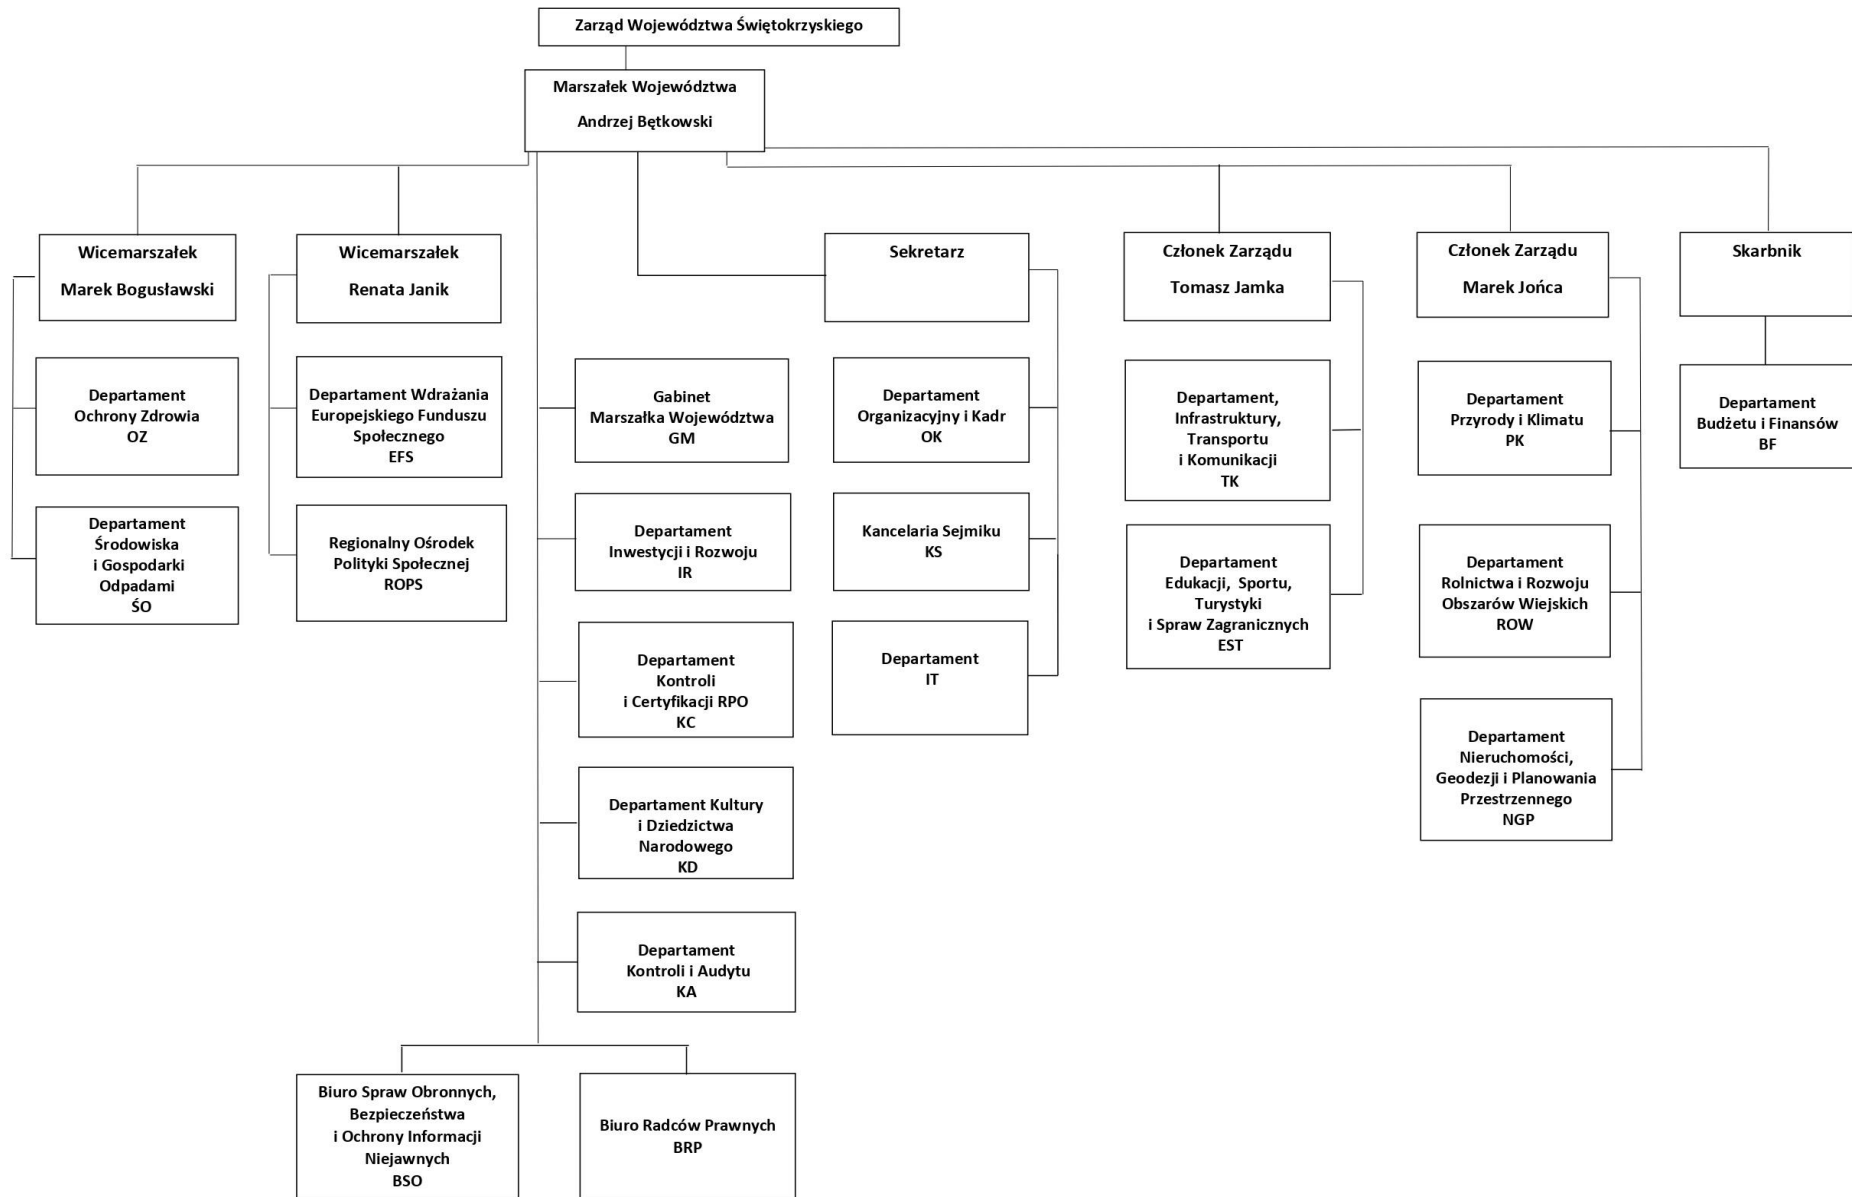 Zarząd Województwa Świętokrzyskiego
Marszałek Województwa
Andrzej Bętkowski
Wicemarszałek
Marek Bogusławski
Wicemarszałek
Renata Janik
Sekretarz
Członek Zarządu
Tomasz Jamka
Członek Zarządu
Marek Jońca
Skarbnik
Departament
Ochrony Zdrowia
OZ
Departament Wdrażania
Europejskiego Funduszu
Społecznego
EFS
Gabinet
Marszałka Województwa
GM
Departament
Organizacyjny i Kadr
OK
Departament,
Infrastruktury,
Transportu
i Komunikacji
TK
Departament
Przyrody i Klimatu
PK
Departament
Budżetu i Finansów
BF
Departament
Środowiska
i Gospodarki
Odpadami
ŚO
Regionalny Ośrodek
Polityki Społecznej
ROPS
Departament
Inwestycji i Rozwoju
IR
Kancelaria Sejmiku
KS
Departament
Edukacji, Sportu,
Turystyki
i Spraw Zagranicznych
EST
Departament
Rolnictwa i Rozwoju
Obszarów Wiejskich
ROW
Departament
Kontroli
i Certyfikacji RPO
KC
Departament
IT
Departament
Nieruchomości,
Geodezji i Planowania
Przestrzennego
NGP
Departament Kultury
i Dziedzictwa
Narodowego
KD
Departament
Kontroli i Audytu
KA
Biuro Spraw Obronnych,
Bezpieczeństwa
i Ochrony Informacji
Niejawnych
BSO
Biuro Radców Prawnych
BRP